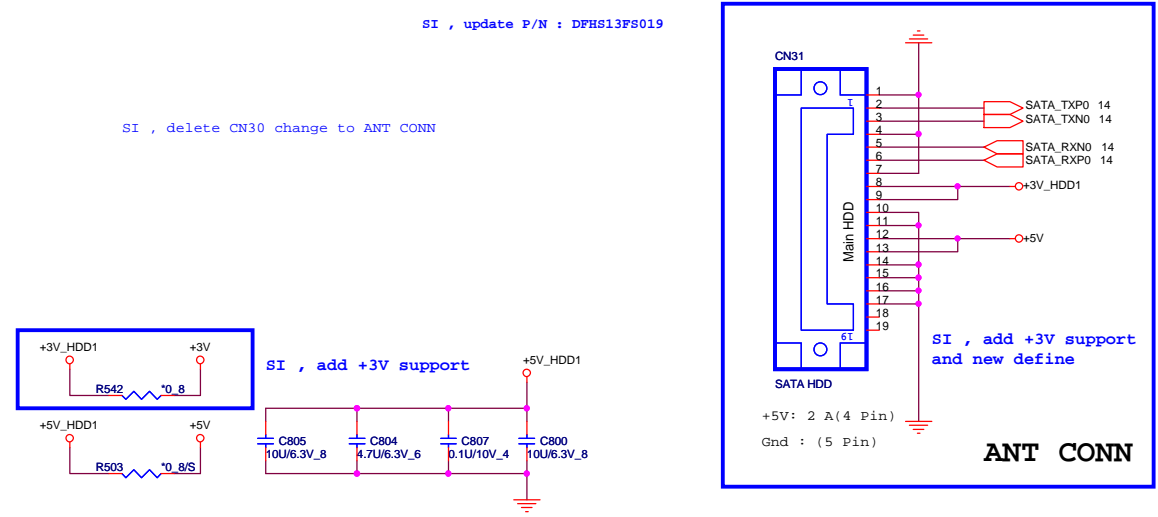 SI , update P/N : DFHS13FS019
SI , delete CN30 change to ANT CONN
CN31
1
1
2
3
4
5
6
7
8
9
10
11
12
13
14
15
16
17
18
19
19
Main HDD
SATA HDD
SATA_TXP0 14
SATA_TXN0 14
SATA_RXN0 14
SATA_RXP0 14
+3V_HDD1
+5V
SI , add +3V support
and new define
+5V: 2 A(4 Pin)
Gnd : (5 Pin)
ANT CONN
+3V_HDD1
+3V
R542
*0_8
SI , add +3V support
+5V_HDD1
+5V
R503
*0_8/S
+5V_HDD1
C805
10U/6.3V_8
C804
4.7U/6.3V_6
C807
0.1U/10V_4
C800
10U/6.3V_8